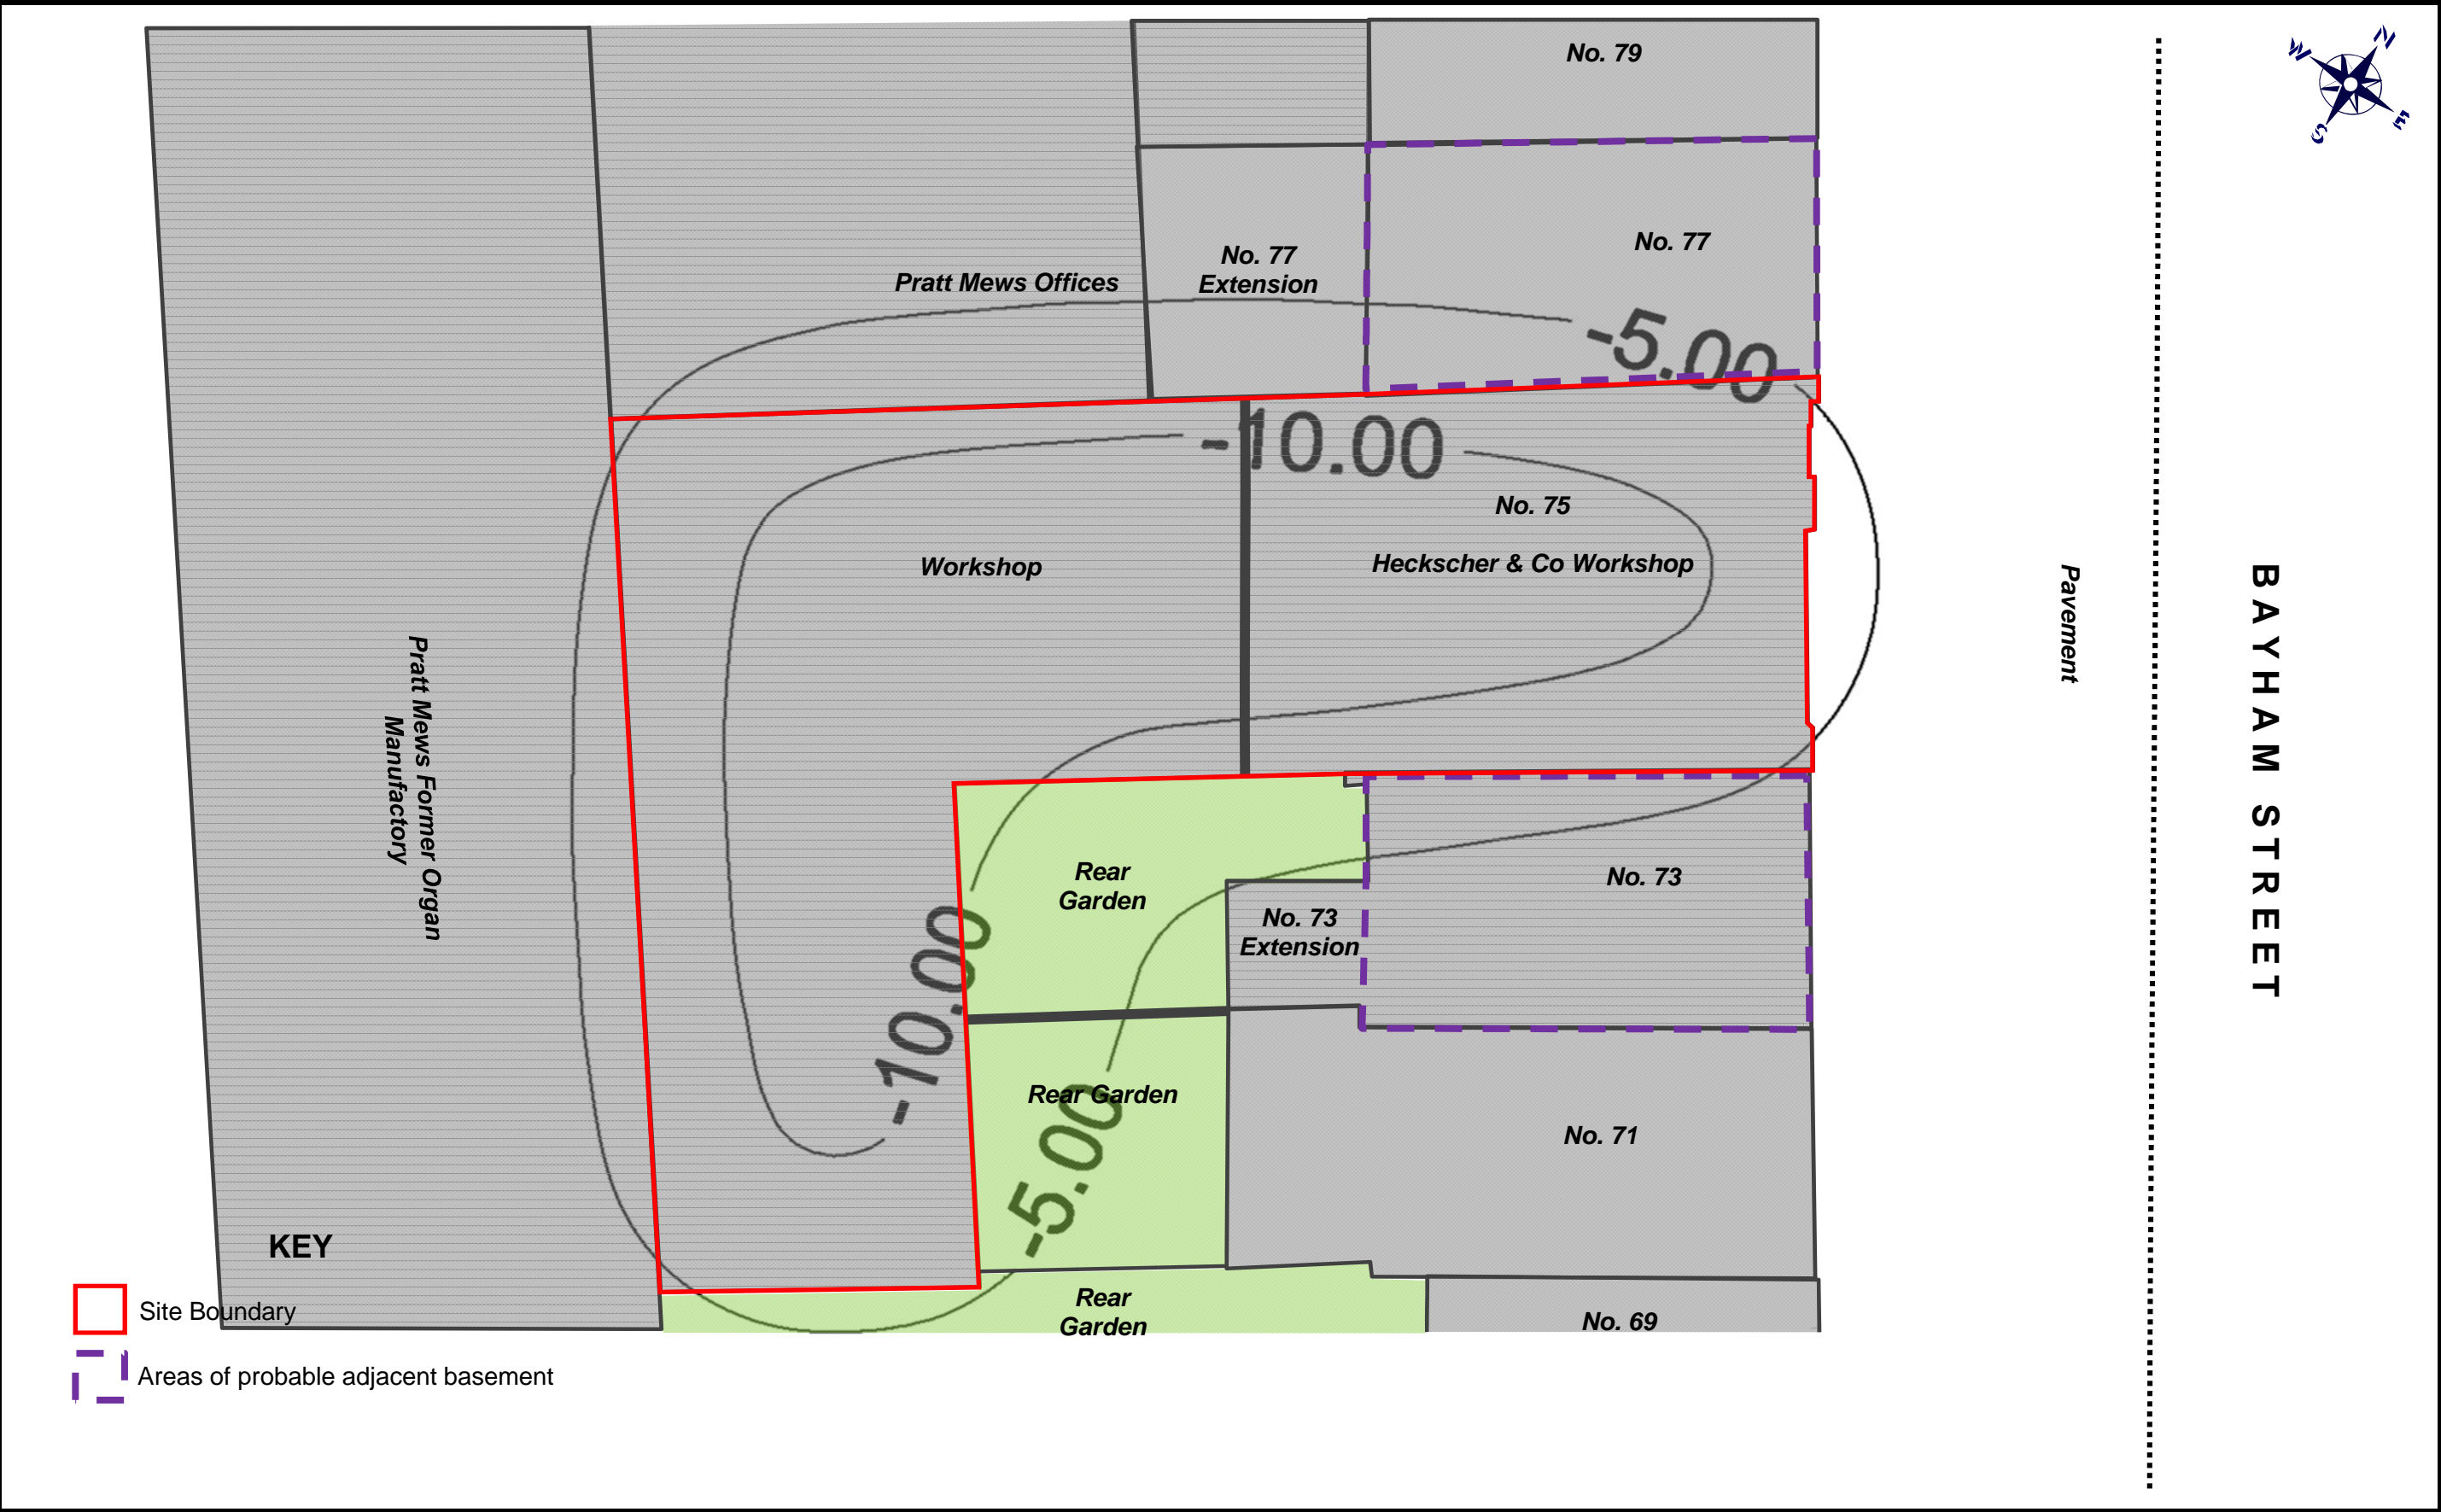 No. 79
W
N
S
E
No. 77
No. 77
Extension
Pratt Mews Offices
-5.00
-10.00
No. 75
Heckscher & Co Workshop
Workshop
Pavement
BAYHAM STREET
Pratt Mews Former Organ
Manufactory
Rear
Garden
No. 73
No. 73
Extension
-10.00
Rear Garden
-5.00
No. 71
KEY
Site Boundary
Rear
Garden
No. 69
Areas of probable adjacent basement